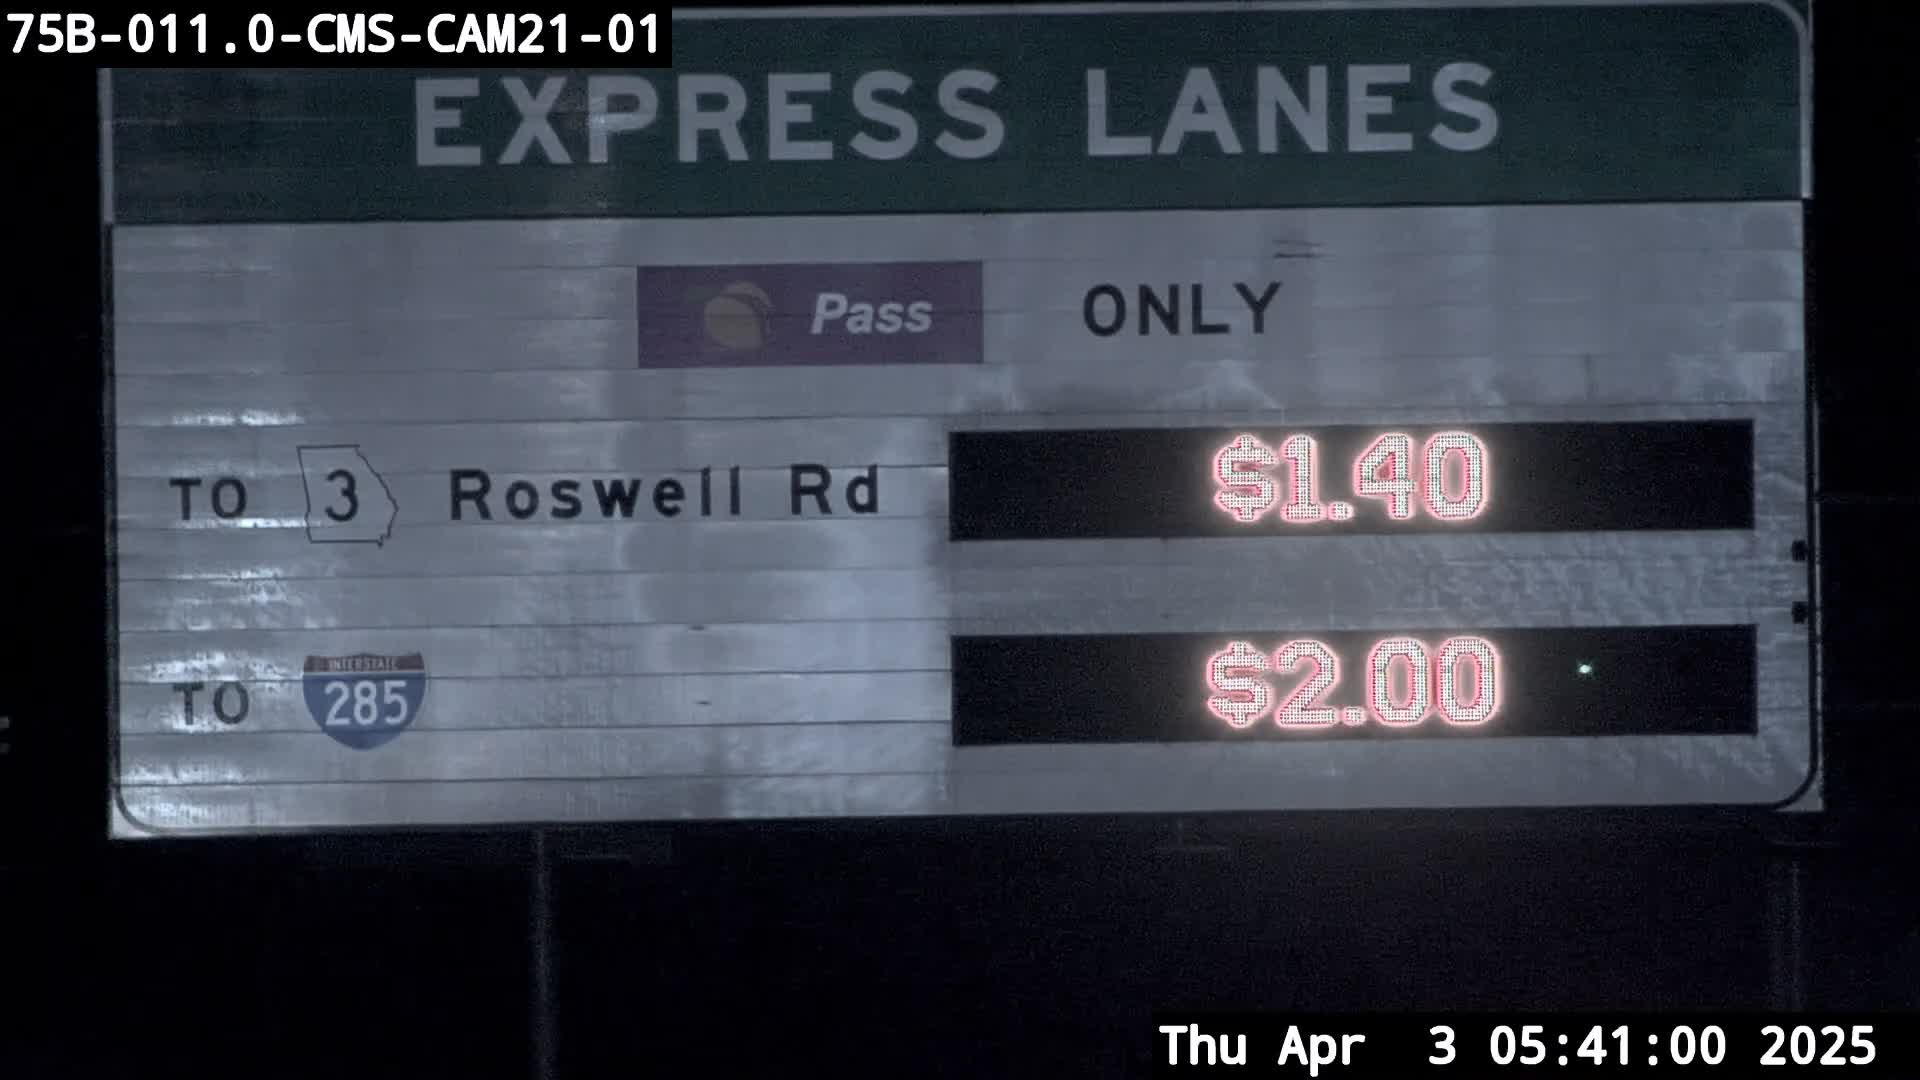 75B-011.0-CMS-CAM21-01
EXPRESS LANES
Pass ONLY
TO 3 Roswell Rd $1.40
INTERSTATE
TO 285 $2.00
Thu Apr 3 05:41:00 2025